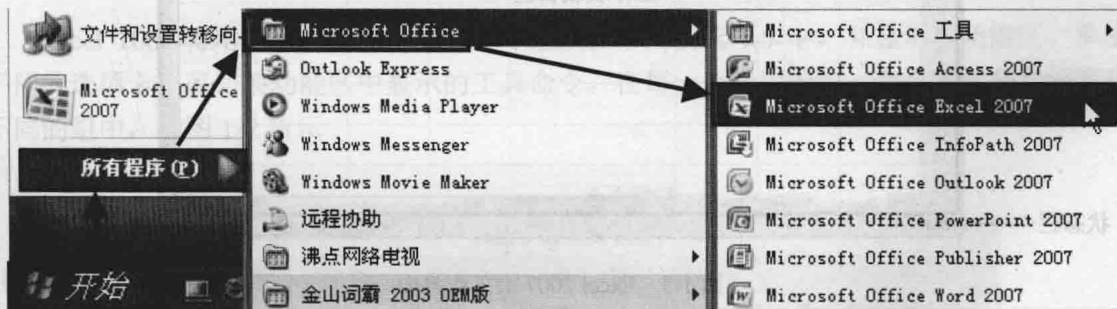 文件和设置转移向
Microsoft Office
2007
所有程序(P)
开始
Microsoft Office
Outlook Express
Windows Media Player
Windows Messenger
Windows Movie Maker
远程协助
沸点网络电视
金山词霸 2003 OEM版
Microsoft Office 工具
Microsoft Office Access 2007
Microsoft Office Excel 2007
Microsoft Office InfoPath 2007
Microsoft Office Outlook 2007
Microsoft Office PowerPoint 2007
Microsoft Office Publisher 2007
Microsoft Office Word 2007